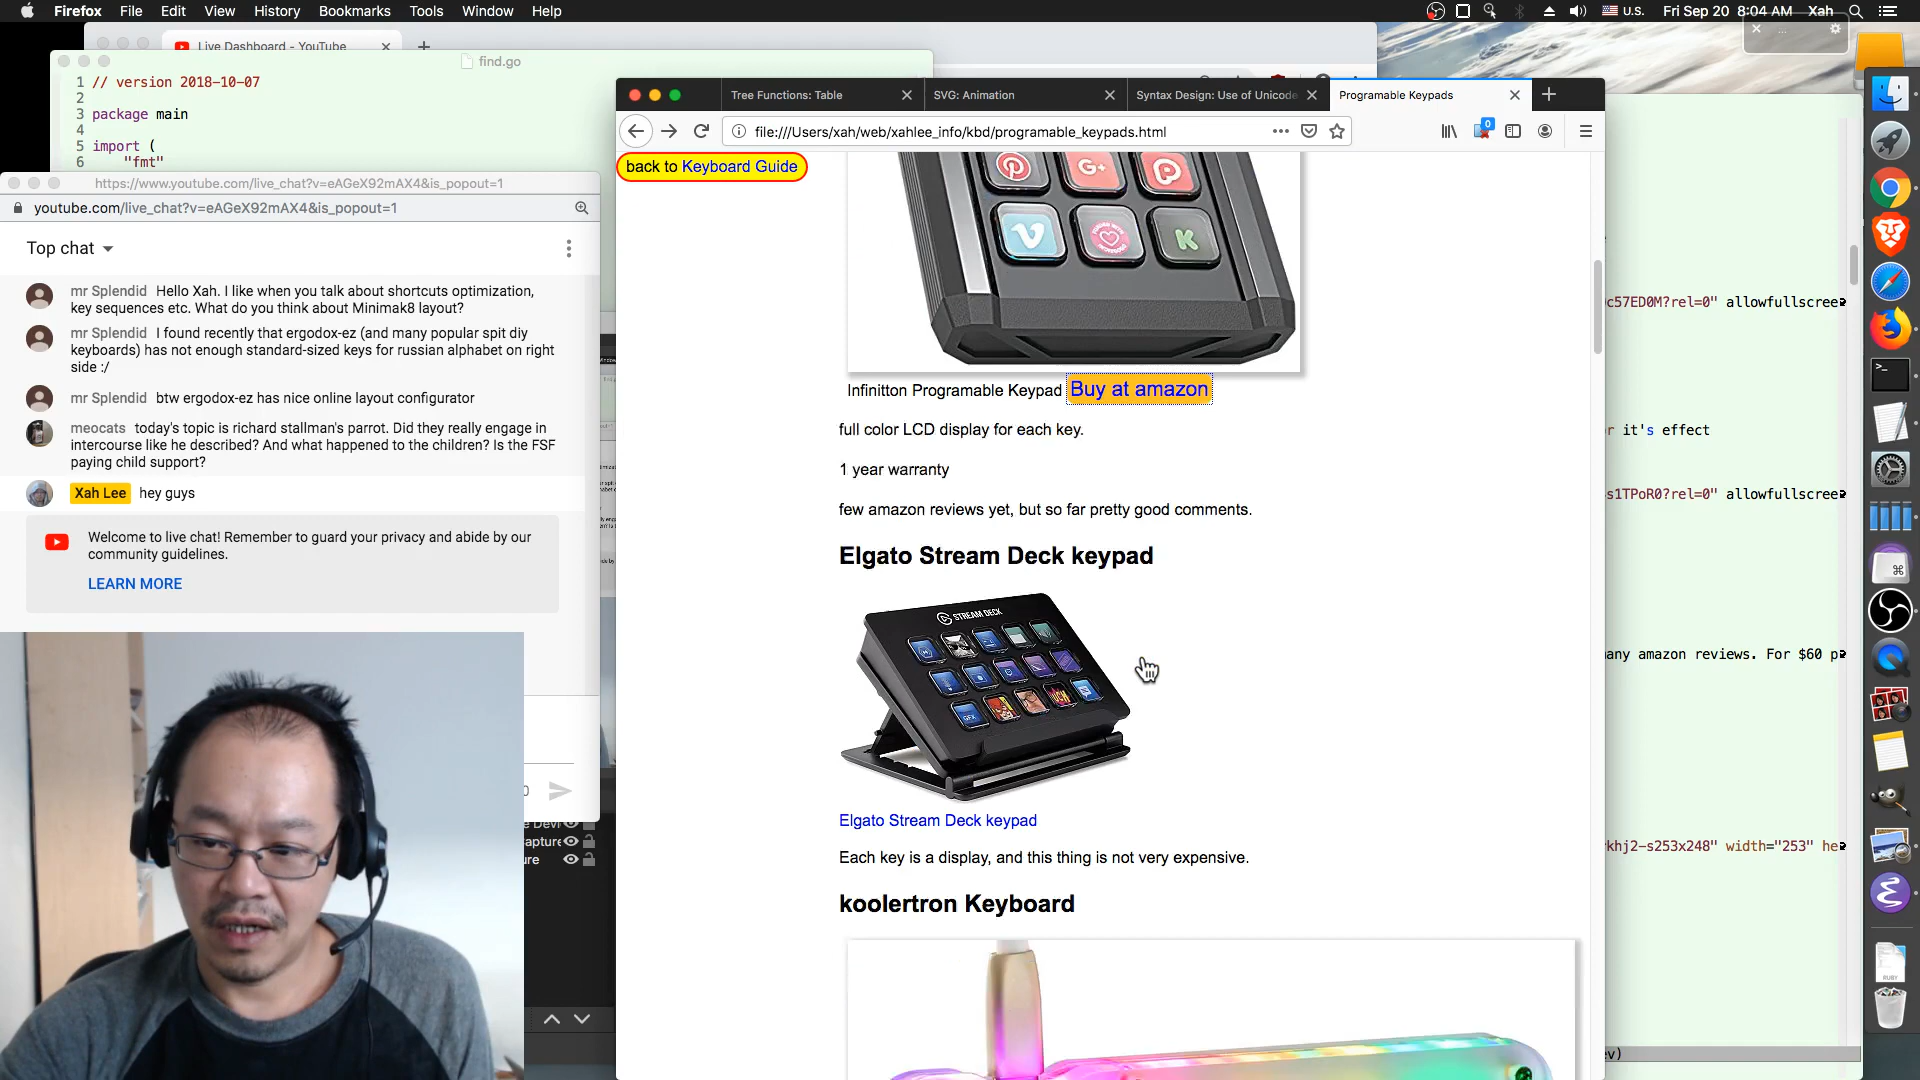 Firefox File Edit View History Bookmarks Tools Window Help
U.S. Fri Sep 20 8:04 AM Xah
Live Dashboard - YouTube
find.go
1 // version 2018-10-07
2
3 package main
4
5 import (
6 "fmt"
https://www.youtube.com/live_chat?v=eAGeX92mAX4&is_popout=1
youtube.com/live_chat?v=eAGeX92mAX4&is_popout=1
Top chat
mr Splendid Hello Xah. I like when you talk about shortcuts optimization,
key sequences etc. What do you think about Minimak8 layout?
mr Splendid I found recently that ergodox-ez (and many popular spit diy
keyboards) has not enough standard-sized keys for russian alphabet on right
side :/
mr Splendid btw ergodox-ez has nice online layout configurator
meocats today's topic is richard stallman's parrot. Did they really engage in
intercourse like he described? And what happened to the children? Is the FSF
paying child support?
Xah Lee hey guys
Welcome to live chat! Remember to guard your privacy and abide by our
community guidelines.
LEARN MORE
Tree Functions: Table
SVG: Animation
Syntax Design: Use of Unicode
Programable Keypads
file:///Users/xah/web/xahlee_info/kbd/programable_keypads.html
0
back to Keyboard Guide
Infinitton Programable Keypad Buy at amazon
full color LCD display for each key.
1 year warranty
few amazon reviews yet, but so far pretty good comments.
Elgato Stream Deck keypad
STREAM DECK
GFX
Elgato Stream Deck keypad
Each key is a display, and this thing is not very expensive.
koolertron Keyboard
c57ED0M?rel=0" allowfullscree
r it's effect
s1TPoR0?rel=0" allowfullscree
any amazon reviews. For $60 p
khj2-s253x248" width="253" he
ev)
RUBY